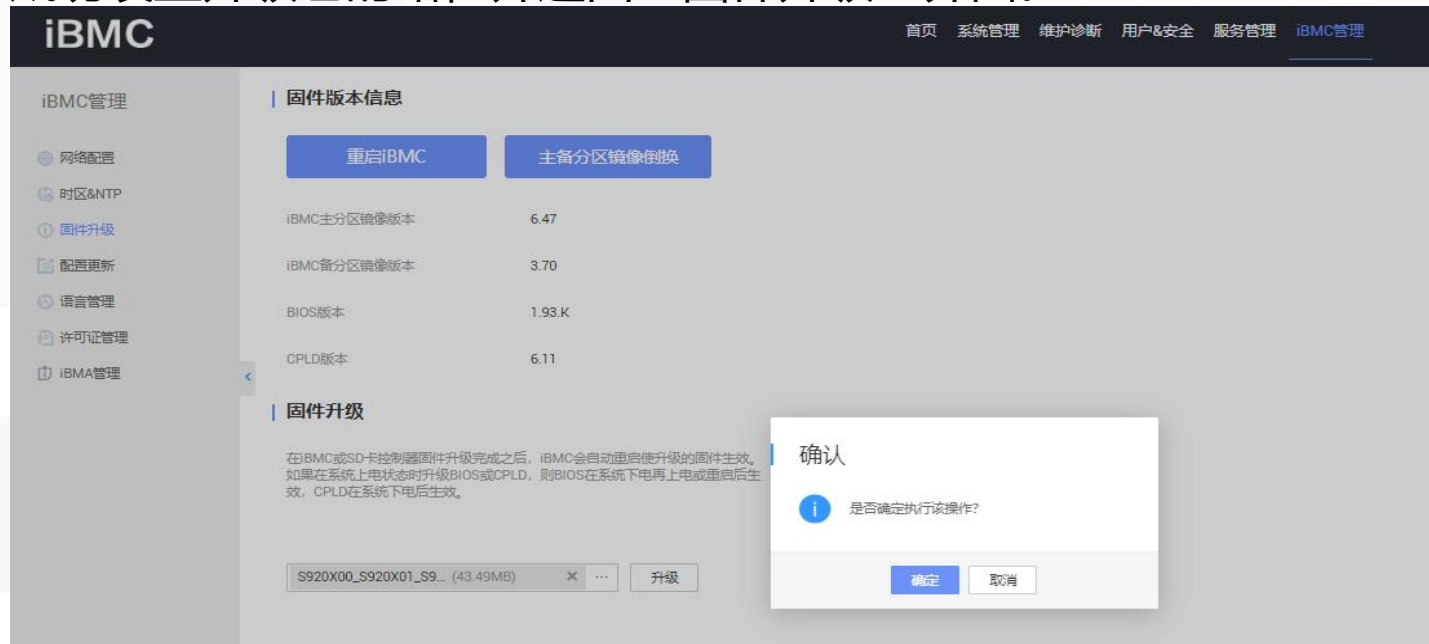 iBMC
首页 系统管理 维护诊断 用户&安全 服务管理 iBMC管理
iBMC管理
网络配置
时区&NTP
固件升级
配置更新
语言管理
许可证管理
iBMA管理
固件版本信息
重启iBMC 主备分区镜像倒换
iBMC主分区镜像版本 6.47
iBMC备分区镜像版本 3.70
BIOS版本 1.93.K
CPLD版本 6.11
固件升级
在iBMC或SD卡控制器固件升级完成之后，iBMC会自动重启使升级的固件生效。
如果在系统上电状态时升级BIOS或CPLD，则BIOS在系统下电再上电或重启后生
效，CPLD在系统下电后生效。
S920X00_S920X01_S9... (43.49MB) × ... 升级
确认
是否确定执行该操作?
确定 取消